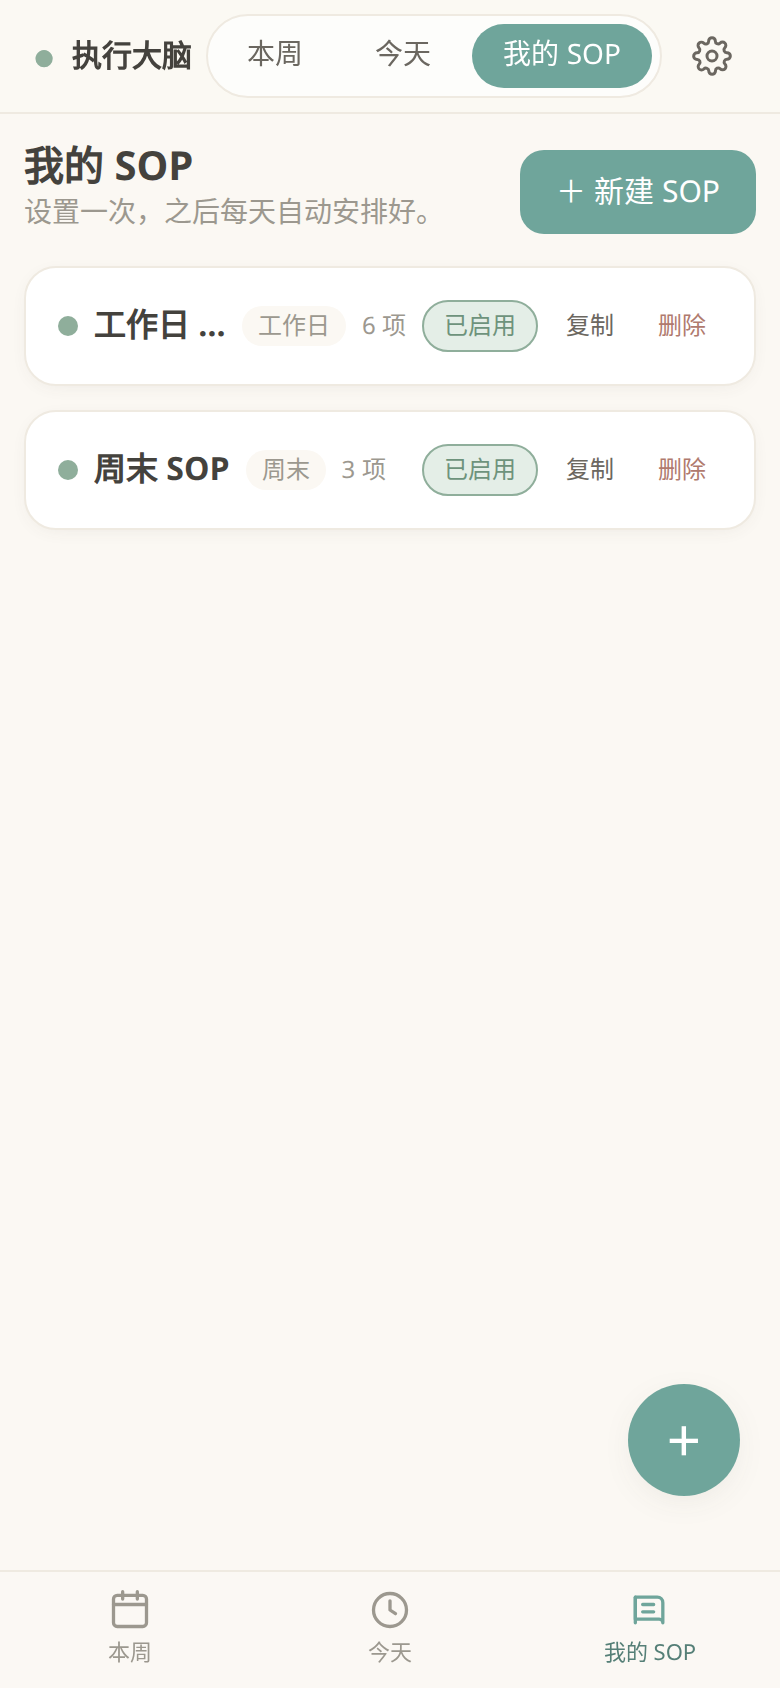 执行大脑 本周 今天 我的 SOP
我的 SOP
设置一次，之后每天自动安排好。
＋ 新建 SOP
工作日 ... 工作日 6 项 已启用 复制 删除
周末 SOP 周末 3 项 已启用 复制 删除
+
本周 今天 我的 SOP